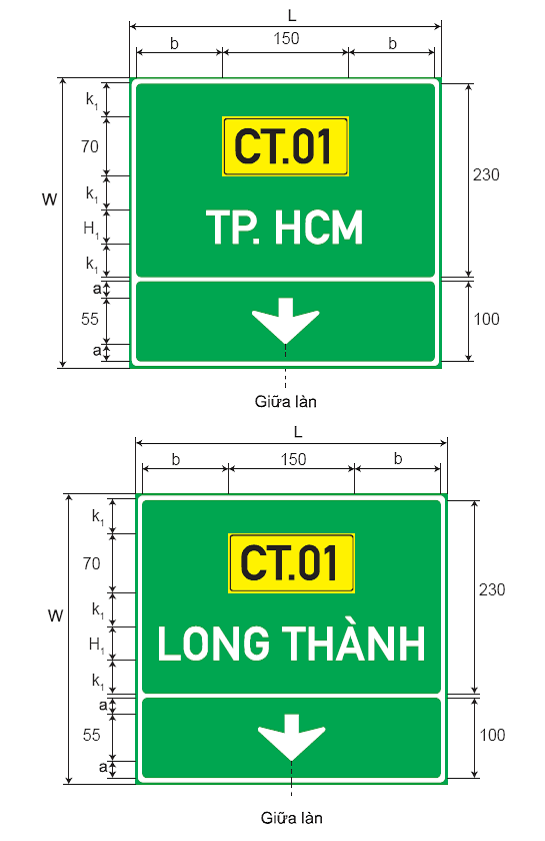 L
b 150 b
k1
70
k1
H1
k1
a
55
a
W
CT.01
TP. HCM
230
100
Giữa làn
L
b 150 b
k1
70
k1
H1
k1
a
55
a
W
CT.01
LONG THÀNH
230
100
Giữa làn